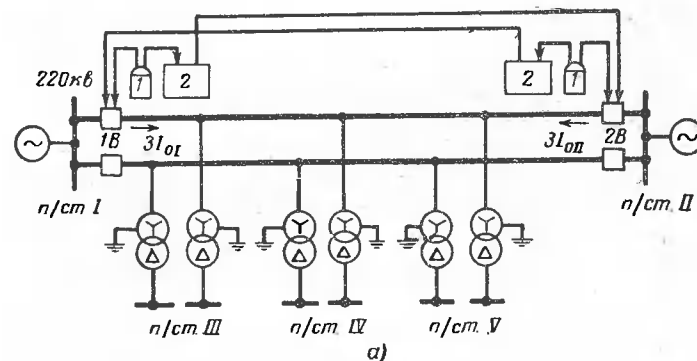 220кв
1
2
2
1
1В
3I₀I
3I₀II
2В
п/ст. I
п/ст. II
п/ст. III
п/ст. IV
п/ст. V
а)